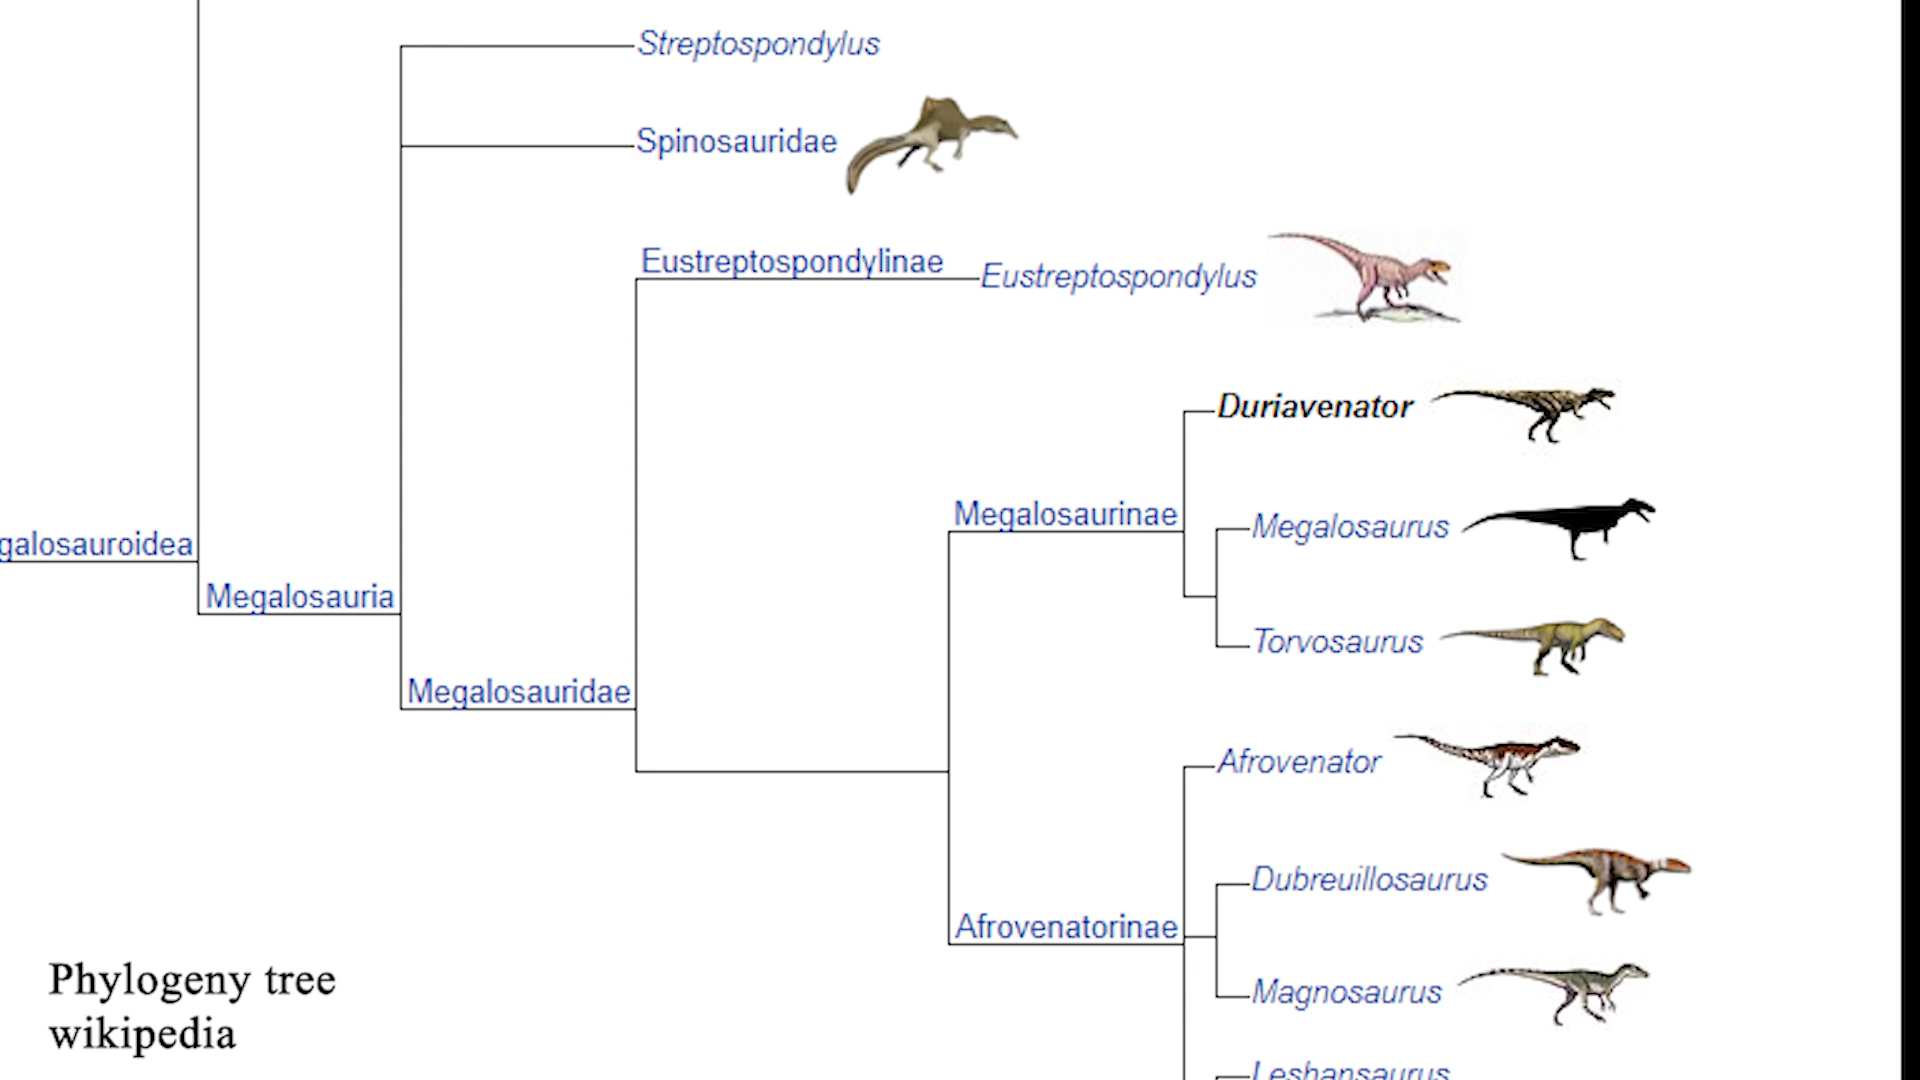 Streptospondylus
Spinosauridae
Eustreptospondylinae
Eustreptospondylus
Duriavenator
Megalosaurinae
Megalosaurus
galosauroidea
Megalosauria
Torvosaurus
Megalosauridae
Afrovenator
Dubreuillosaurus
Afrovenatorinae
Magnosaurus
Leshansaurus
Phylogeny tree
wikipedia